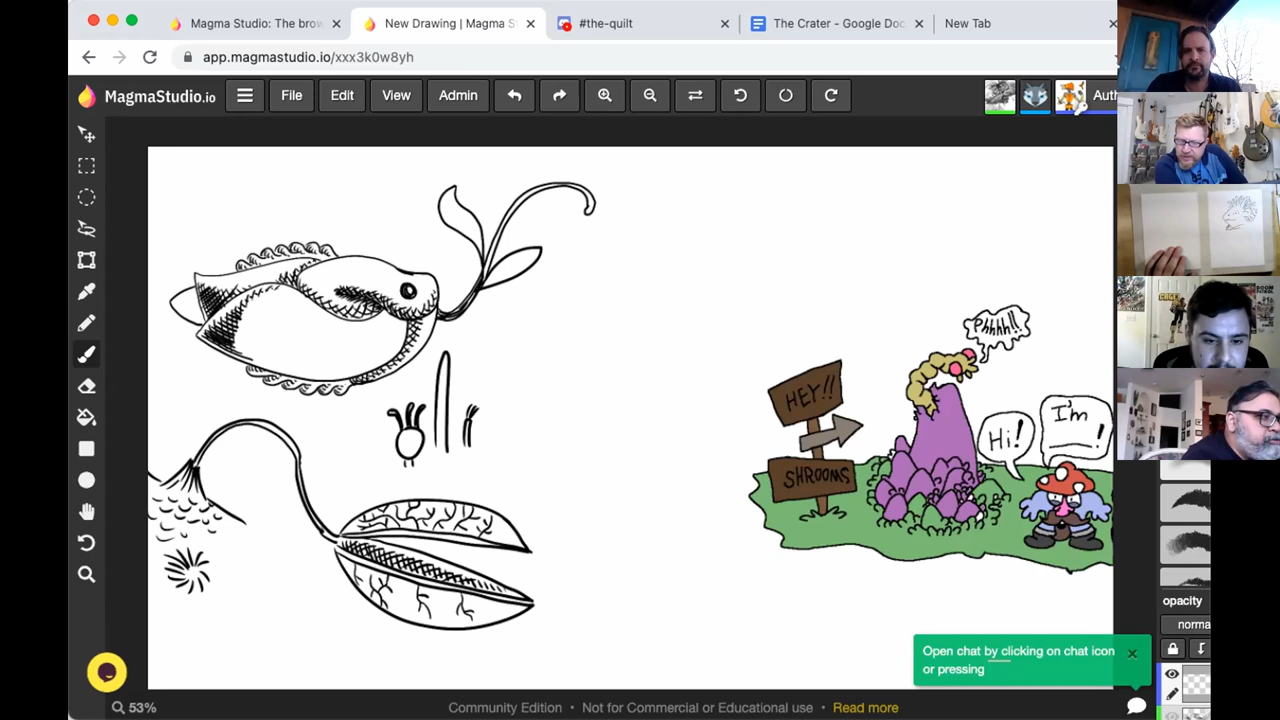 Magma Studio: The brow
New Drawing | Magma S
#the-quilt
The Crater - Google Doc
New Tab
app.magmastudio.io/xxx3k0w8yh
MagmaStudio.io
File
Edit
View
Admin
Auth
Phhhh!!
HEY!!
SHROOMS
Hi!
I'm
!
opacity
norma
Open chat by clicking on chat icon
or pressing
53%
Community Edition • Not for Commercial or Educational use • Read more